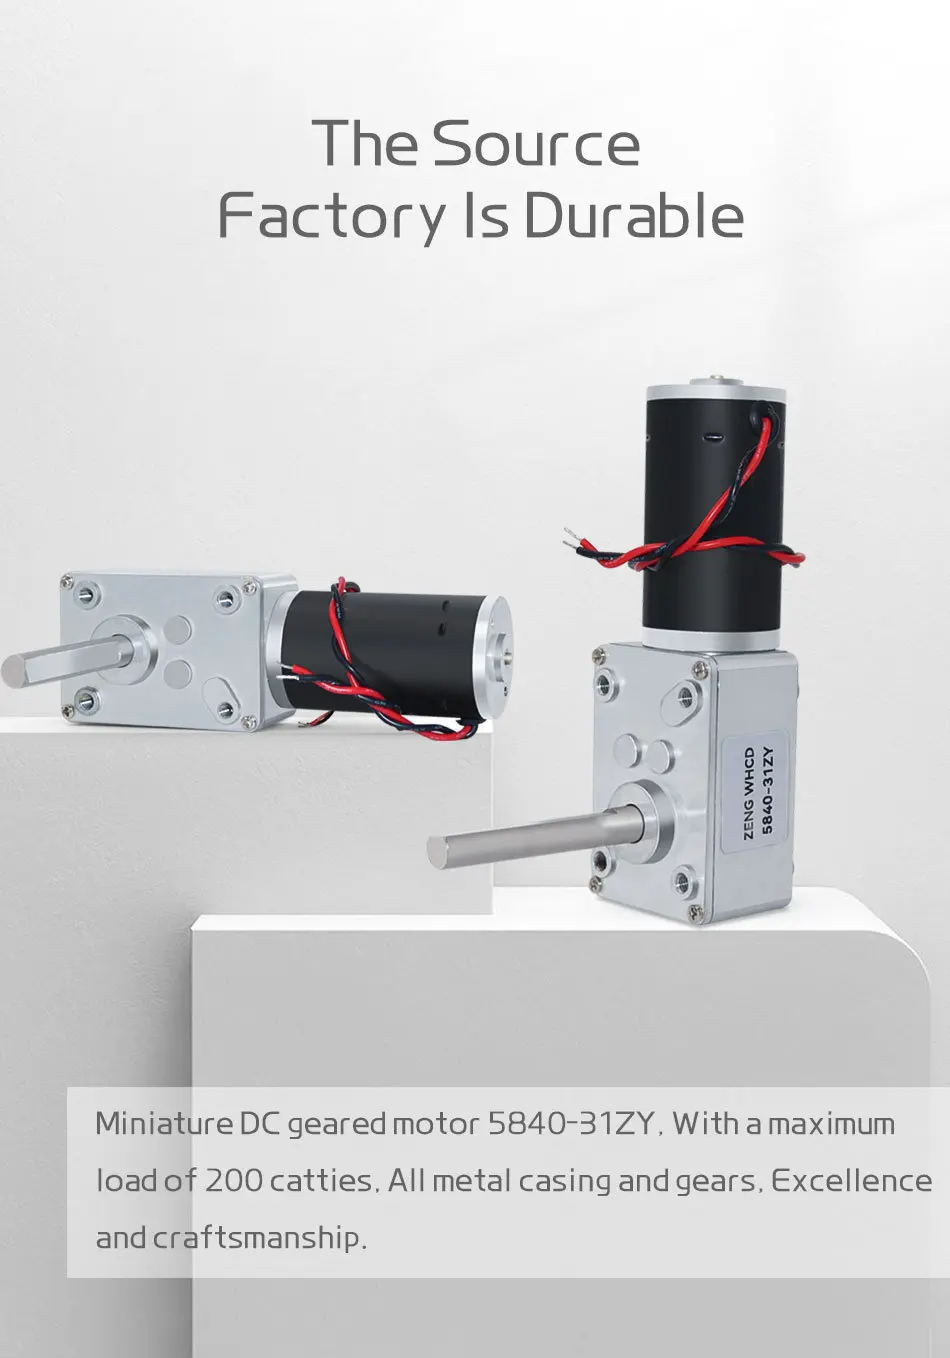 The Source
Factory Is Durable
ZENG WHCD
5840-31ZY
Miniature DC geared motor 5840-31ZY, With a maximum
load of 200 catties, All metal casing and gears, Excellence
and craftsmanship.